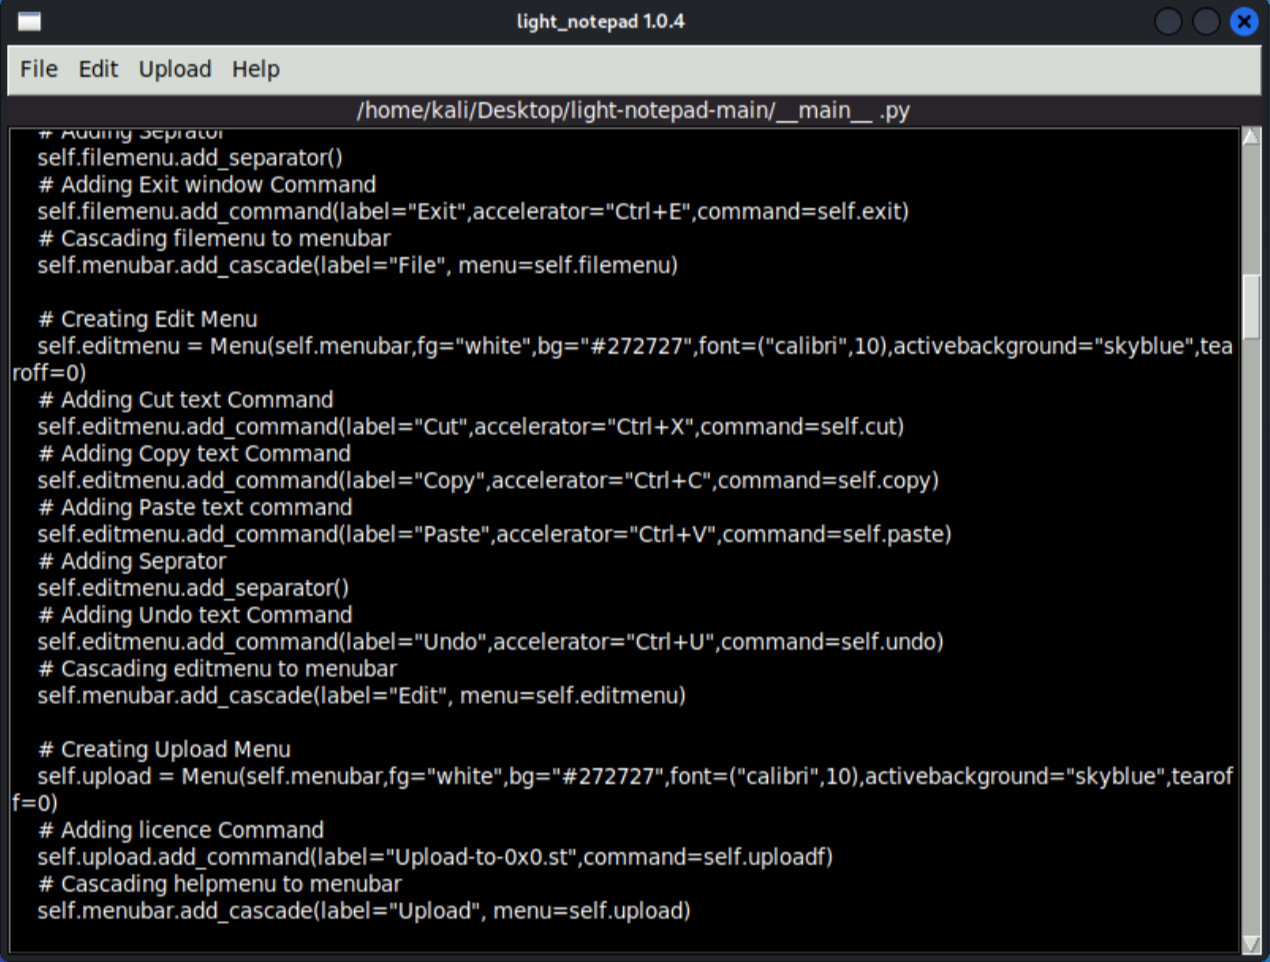 light_notepad 1.0.4
File Edit Upload Help
/home/kali/Desktop/light-notepad-main/__main__ .py
# Adding Seprator
self.filemenu.add_separator()
# Adding Exit window Command
self.filemenu.add_command(label="Exit",accelerator="Ctrl+E",command=self.exit)
# Cascading filemenu to menubar
self.menubar.add_cascade(label="File", menu=self.filemenu)
# Creating Edit Menu
self.editmenu = Menu(self.menubar,fg="white",bg="#272727",font=("calibri",10),activebackground="skyblue",tea
roff=0)
# Adding Cut text Command
self.editmenu.add_command(label="Cut",accelerator="Ctrl+X",command=self.cut)
# Adding Copy text Command
self.editmenu.add_command(label="Copy",accelerator="Ctrl+C",command=self.copy)
# Adding Paste text command
self.editmenu.add_command(label="Paste",accelerator="Ctrl+V",command=self.paste)
# Adding Seprator
self.editmenu.add_separator()
# Adding Undo text Command
self.editmenu.add_command(label="Undo",accelerator="Ctrl+U",command=self.undo)
# Cascading editmenu to menubar
self.menubar.add_cascade(label="Edit", menu=self.editmenu)
# Creating Upload Menu
self.upload = Menu(self.menubar,fg="white",bg="#272727",font=("calibri",10),activebackground="skyblue",tearof
f=0)
# Adding licence Command
self.upload.add_command(label="Upload-to-0x0.st",command=self.uploadf)
# Cascading helpmenu to menubar
self.menubar.add_cascade(label="Upload", menu=self.upload)